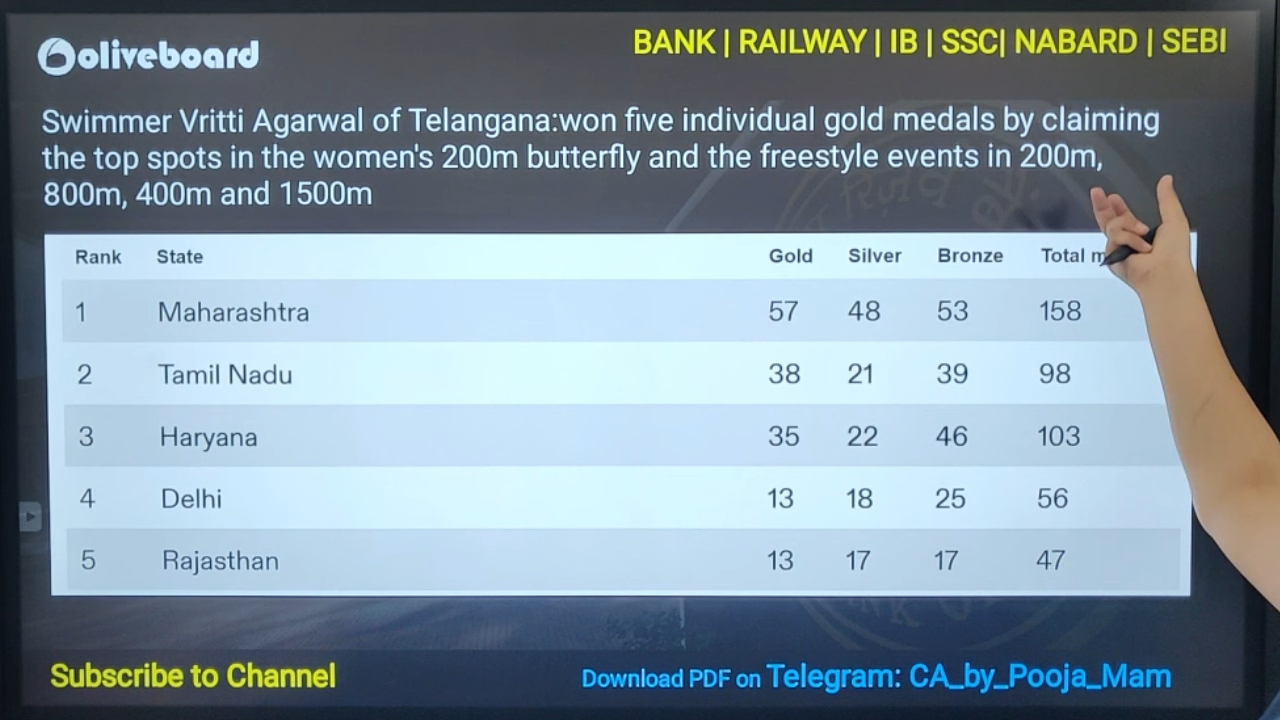 oliveboard
BANK | RAILWAY | IB | SSC| NABARD | SEBI
Swimmer Vritti Agarwal of Telangana:won five individual gold medals by claiming
the top spots in the women's 200m butterfly and the freestyle events in 200m,
800m, 400m and 1500m
Rank State Gold Silver Bronze Total
1 Maharashtra 57 48 53 158
2 Tamil Nadu 38 21 39 98
3 Haryana 35 22 46 103
4 Delhi 13 18 25 56
5 Rajasthan 13 17 17 47
Subscribe to Channel
Download PDF on Telegram: CA_by_Pooja_Mam